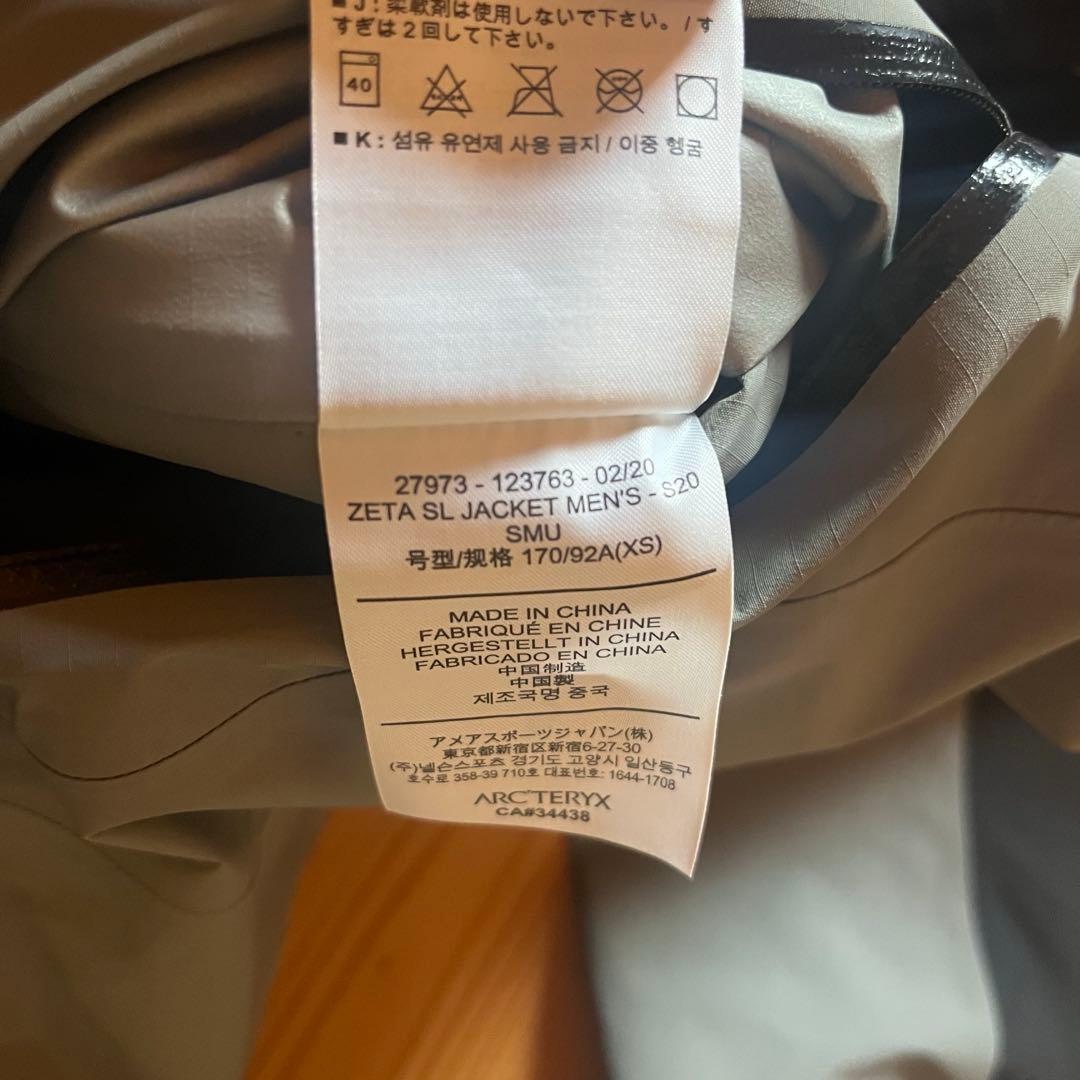 ■J:柔軟剤は使用しないで下さい。/す
すぎは2回して下さい。
40
■K:섬유 유연제 사용 금지/이중 헹굼
27973 - 123763 - 02/20
ZETA SL JACKET MEN'S - S20
SMU
号型/规格 170/92A(XS)
MADE IN CHINA
FABRIQUÉ EN CHINE
HERGESTELLT IN CHINA
FABRICADO EN CHINA
中国制造
中国製
제조국명 중국
アメアスポーツジャパン(株)
東京都新宿区新宿6-27-30
(주)넬슨스포츠 경기도 고양시 일산동구
호수로 358-39 710호 대표번호: 1644-1708
ARC'TERYX
CA#34438